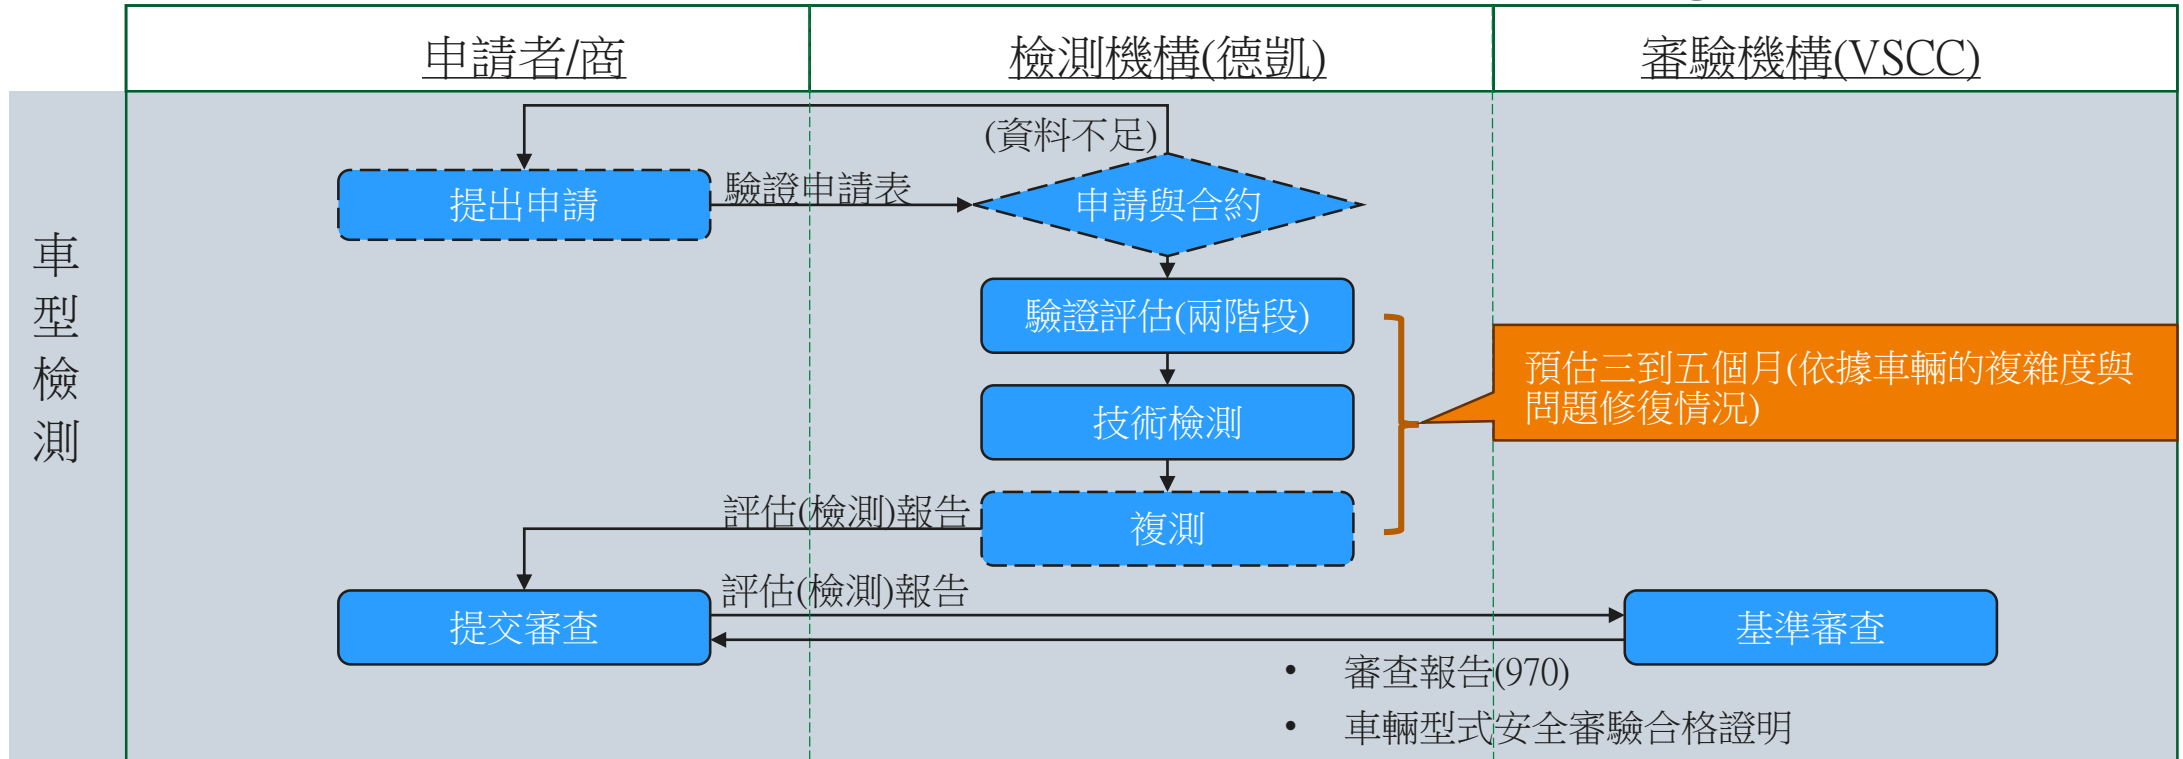 申請者/商
檢測機構(德凱)
審驗機構(VSCC)
車型檢測
(資料不足)
提出申請
驗證申請表
申請與合約
驗證評估(兩階段)
預估三到五個月(依據車輛的複雜度與
問題修復情況)
技術檢測
評估(檢測)報告
複測
評估(檢測)報告
提交審查
基準審查
• 審查報告(970)
• 車輛型式安全審驗合格證明